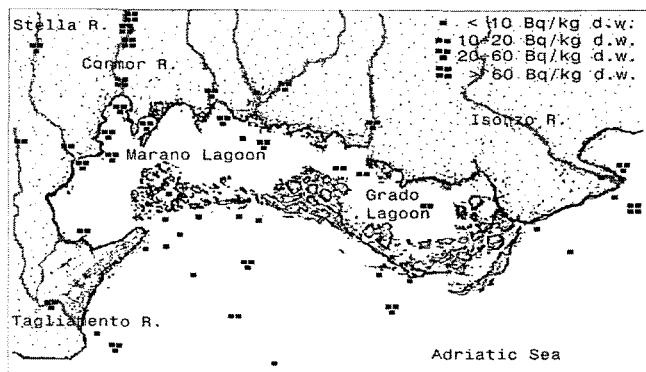 Stella R.
Cormor R.
< 10 Bq/kg d.w.
10-20 Bq/kg d.w.
20-60 Bq/kg d.w.
> 60 Bq/kg d.w.
Isonzo R.
Marano Lagoon
Grado
Lagoon
Tagliamento R.
Adriatic Sea